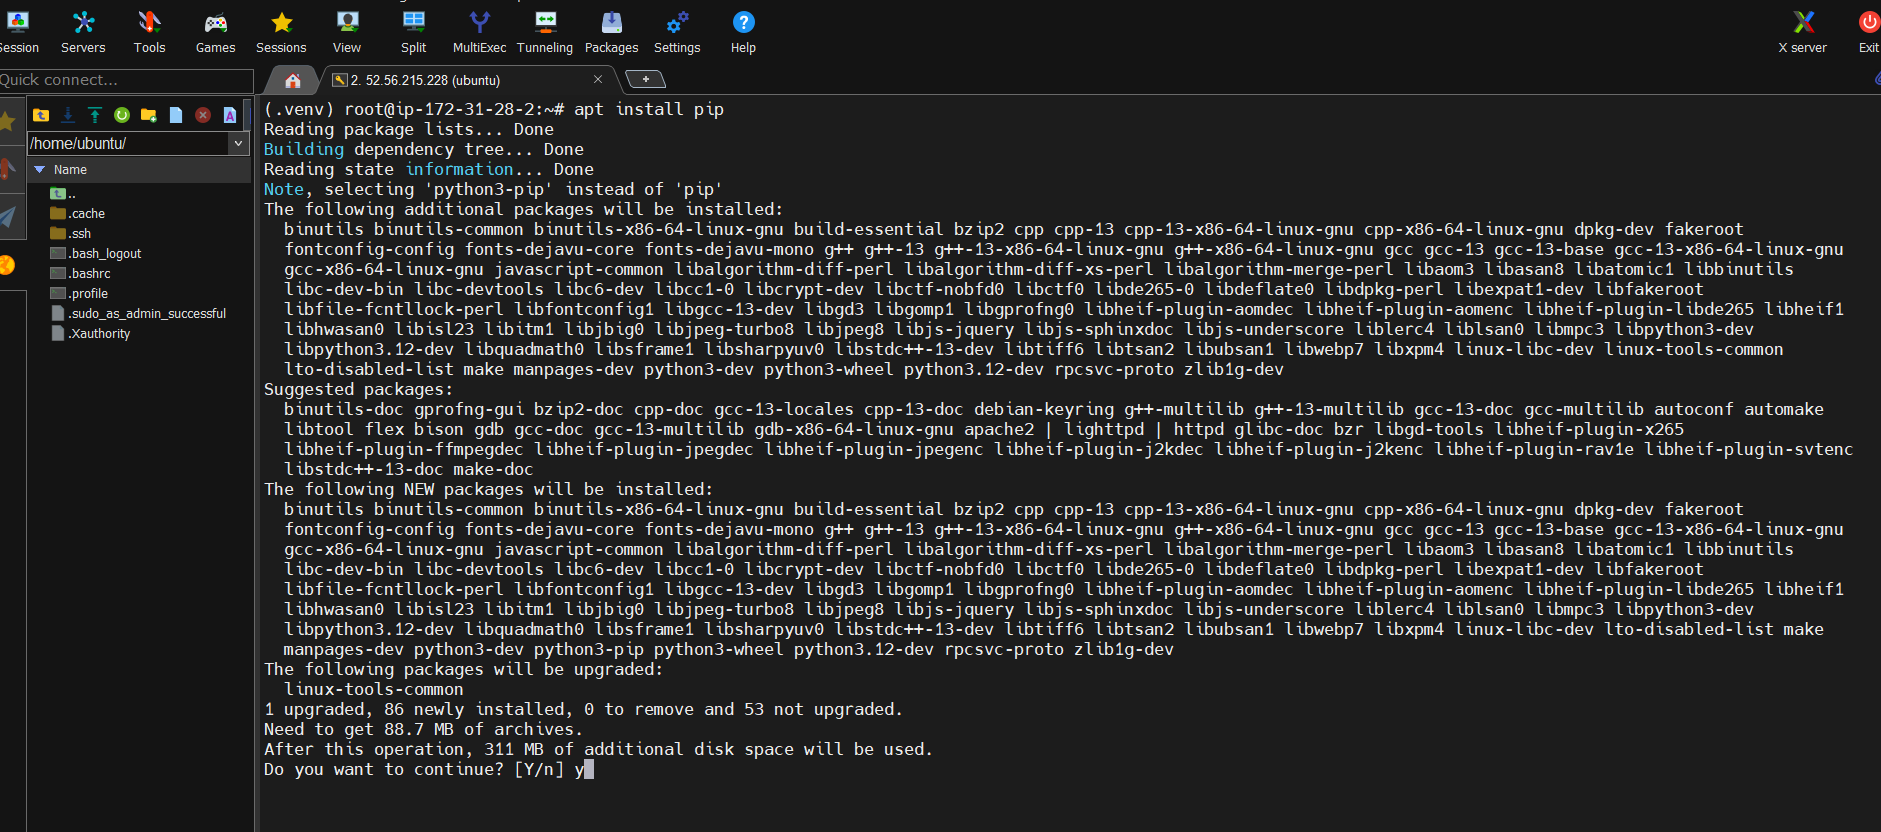 Session
Servers
Tools
Games
Sessions
View
Split
MultiExec
Tunneling
Packages
Settings
Help
X server
Exit
Quick connect...
2. 52.56.215.228 (ubuntu)
/home/ubuntu/
Name
..
.cache
.ssh
.bash_logout
.bashrc
.profile
.sudo_as_admin_successful
.Xauthority
(.venv) root@ip-172-31-28-2:~# apt install pip
Reading package lists... Done
Building dependency tree... Done
Reading state information... Done
Note, selecting 'python3-pip' instead of 'pip'
The following additional packages will be installed:
binutils binutils-common binutils-x86-64-linux-gnu build-essential bzip2 cpp cpp-13 cpp-13-x86-64-linux-gnu cpp-x86-64-linux-gnu dpkg-dev fakeroot
fontconfig-config fonts-dejavu-core fonts-dejavu-mono g++ g++-13 g++-13-x86-64-linux-gnu g++-x86-64-linux-gnu gcc gcc-13 gcc-13-base gcc-13-x86-64-linux-gnu
gcc-x86-64-linux-gnu javascript-common libalgorithm-diff-perl libalgorithm-diff-xs-perl libalgorithm-merge-perl libaom3 libasan8 libatomic1 libbinutils
libc-dev-bin libc-devtools libc6-dev libcc1-0 libcrypt-dev libctf-nobfd0 libctf0 libde265-0 libdeflate0 libdpkg-perl libexpat1-dev libfakeroot
libfile-fcntllock-perl libfontconfig1 libgcc-13-dev libgd3 libgomp1 libgprofng0 libheif-plugin-aomdec libheif-plugin-aomenc libheif-plugin-libde265 libheif1
libhwasan0 libisl23 libitm1 libjbig0 libjpeg-turbo8 libjpeg8 libjs-jquery libjs-sphinxdoc libjs-underscore liblerc4 liblsan0 libmpc3 libpython3-dev
libpython3.12-dev libquadmath0 libsframe1 libsharpyuv0 libstdc++-13-dev libtiff6 libtsan2 libubsan1 libwebp7 libxpm4 linux-libc-dev linux-tools-common
lto-disabled-list make manpages-dev python3-dev python3-wheel python3.12-dev rpcsvc-proto zlib1g-dev
Suggested packages:
binutils-doc gprofng-gui bzip2-doc cpp-doc gcc-13-locales cpp-13-doc debian-keyring g++-multilib g++-13-multilib gcc-13-doc gcc-multilib autoconf automake
libtool flex bison gdb gcc-doc gcc-13-multilib gdb-x86-64-linux-gnu apache2 | lighttpd | httpd glibc-doc bzr libgd-tools libheif-plugin-x265
libheif-plugin-ffmpegdec libheif-plugin-jpegdec libheif-plugin-jpegenc libheif-plugin-j2kdec libheif-plugin-j2kenc libheif-plugin-rav1e libheif-plugin-svtenc
libstdc++-13-doc make-doc
The following NEW packages will be installed:
binutils binutils-common binutils-x86-64-linux-gnu build-essential bzip2 cpp cpp-13 cpp-13-x86-64-linux-gnu cpp-x86-64-linux-gnu dpkg-dev fakeroot
fontconfig-config fonts-dejavu-core fonts-dejavu-mono g++ g++-13 g++-13-x86-64-linux-gnu g++-x86-64-linux-gnu gcc gcc-13 gcc-13-base gcc-13-x86-64-linux-gnu
gcc-x86-64-linux-gnu javascript-common libalgorithm-diff-perl libalgorithm-diff-xs-perl libalgorithm-merge-perl libaom3 libasan8 libatomic1 libbinutils
libc-dev-bin libc-devtools libc6-dev libcc1-0 libcrypt-dev libctf-nobfd0 libctf0 libde265-0 libdeflate0 libdpkg-perl libexpat1-dev libfakeroot
libfile-fcntllock-perl libfontconfig1 libgcc-13-dev libgd3 libgomp1 libgprofng0 libheif-plugin-aomdec libheif-plugin-aomenc libheif-plugin-libde265 libheif1
libhwasan0 libisl23 libitm1 libjbig0 libjpeg-turbo8 libjpeg8 libjs-jquery libjs-sphinxdoc libjs-underscore liblerc4 liblsan0 libmpc3 libpython3-dev
libpython3.12-dev libquadmath0 libsframe1 libsharpyuv0 libstdc++-13-dev libtiff6 libtsan2 libubsan1 libwebp7 libxpm4 linux-libc-dev lto-disabled-list make
manpages-dev python3-dev python3-pip python3-wheel python3.12-dev rpcsvc-proto zlib1g-dev
The following packages will be upgraded:
linux-tools-common
1 upgraded, 86 newly installed, 0 to remove and 53 not upgraded.
Need to get 88.7 MB of archives.
After this operation, 311 MB of additional disk space will be used.
Do you want to continue? [Y/n] y